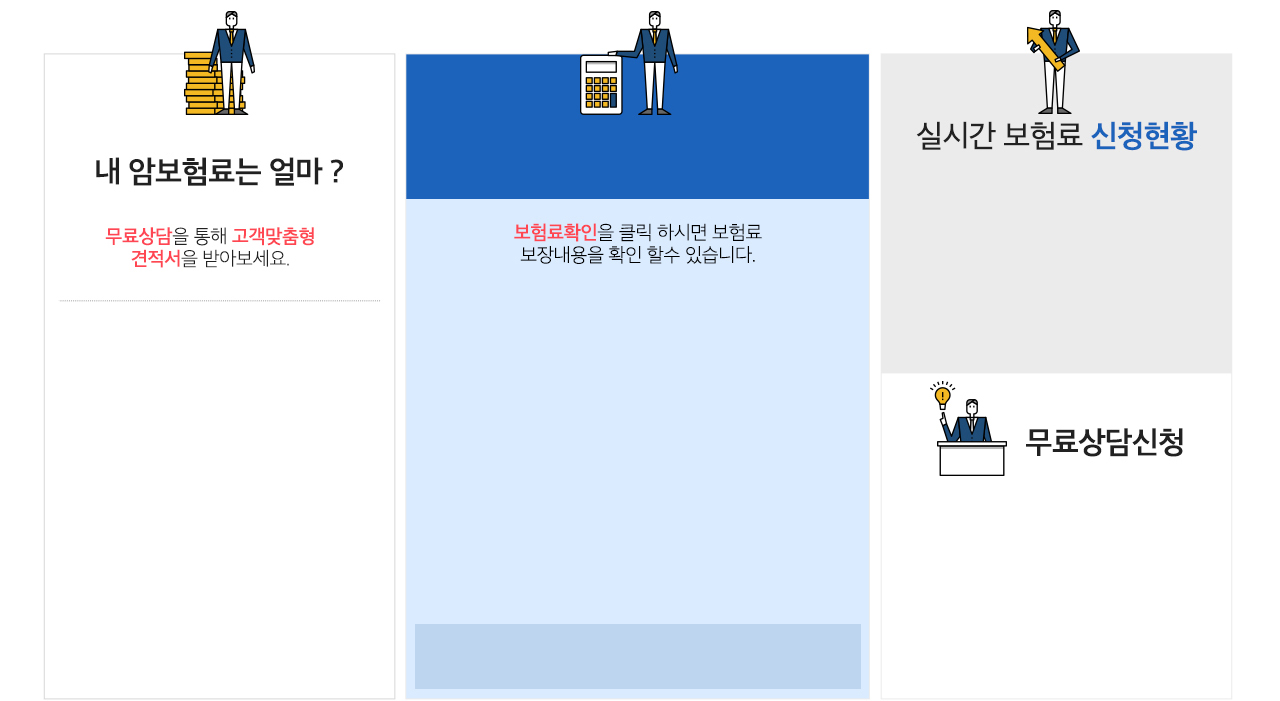 내 암보험료는 얼마 ?
무료상담을 통해 고객맞춤형
견적서을 받아보세요.
보험료확인을 클릭 하시면 보험료
보장내용을 확인 할수 있습니다.
실시간 보험료 신청현황
무료상담신청